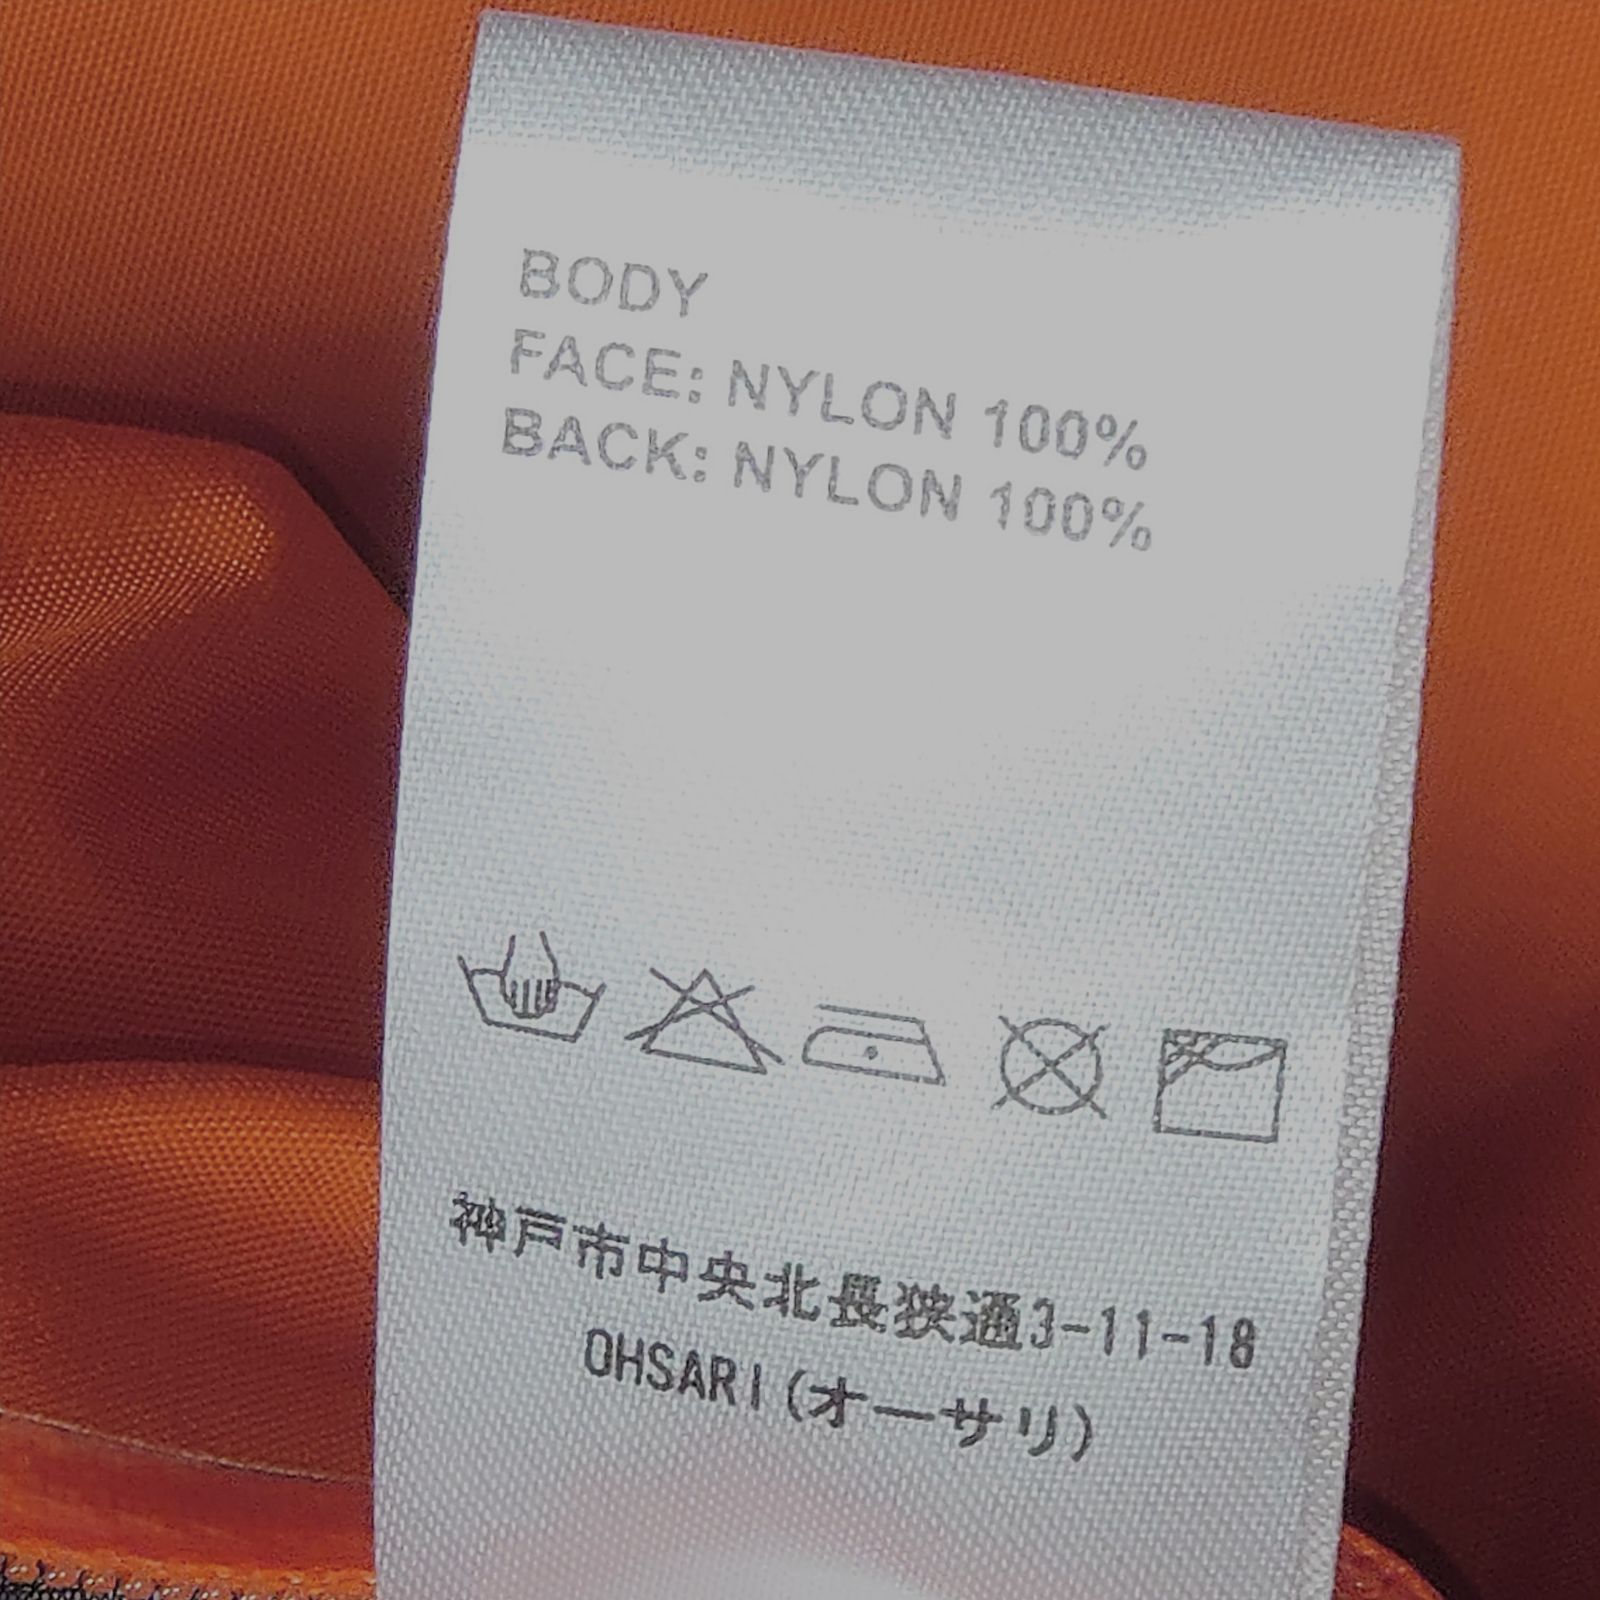 BODY
FACE: NYLON 100%
BACK: NYLON 100%
神戸市中央北長狭通3-11-18
OHSARI(オーサリ)